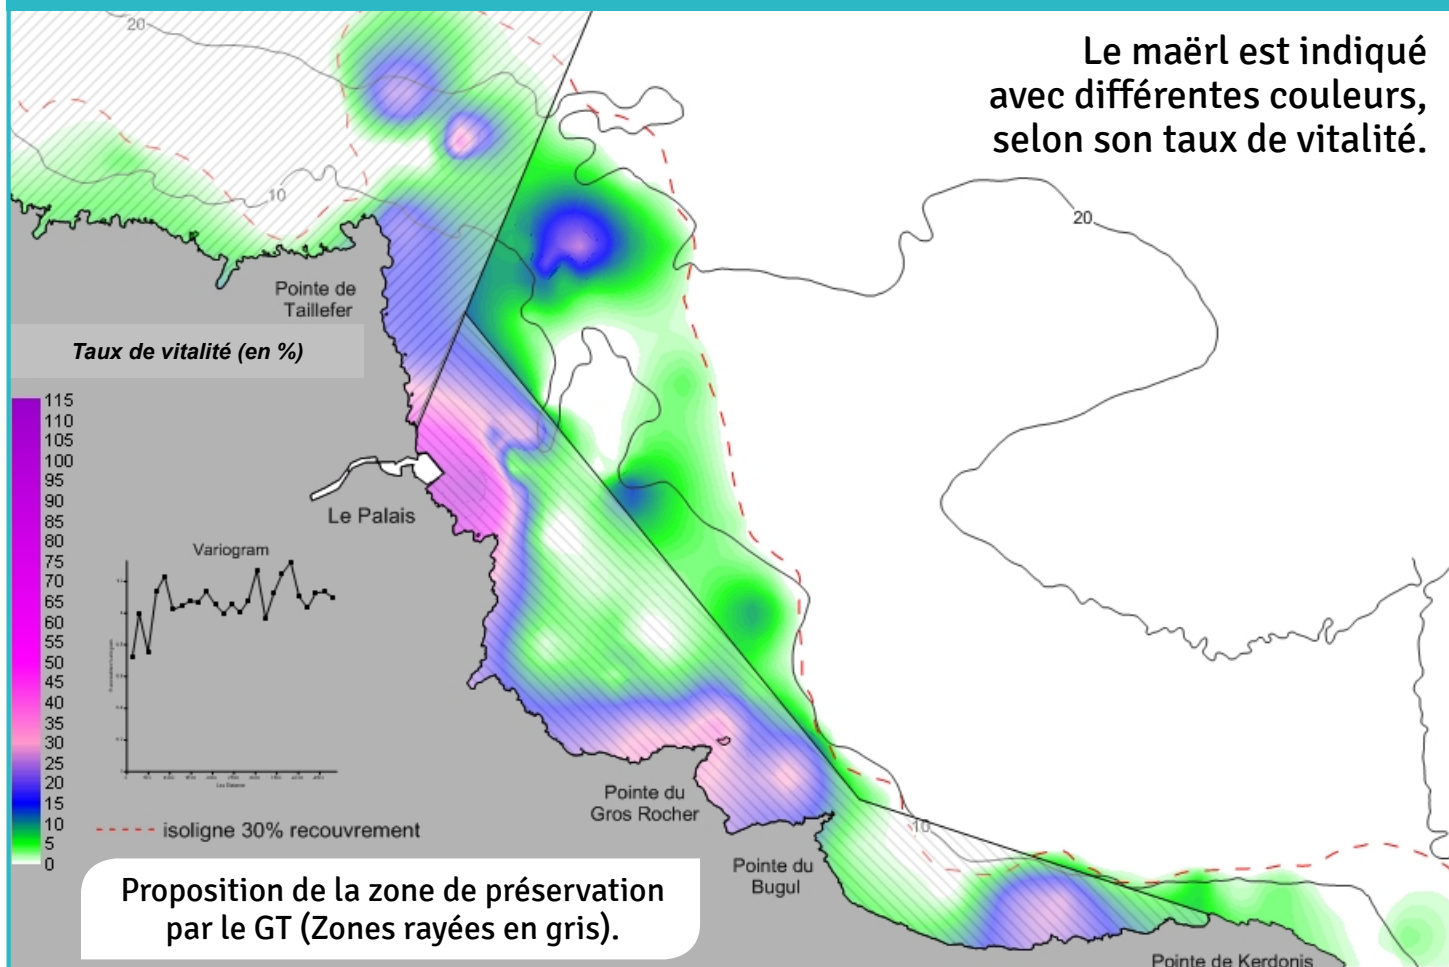 Le maërl est indiqué
avec différentes couleurs,
selon son taux de vitalité.
20
10
20
Pointe de
Taillefer
Taux de vitalité (en %)
115
110
105
100
95
90
85
80
75
70
65
60
55
50
45
40
35
30
25
20
15
10
5
0
Le Palais
Variogram
isoligne 30% recouvrement
Pointe du
Gros Rocher
10
Pointe du
Bugul
Proposition de la zone de préservation
par le GT (Zones rayées en gris).
Pointe de Kerdonis